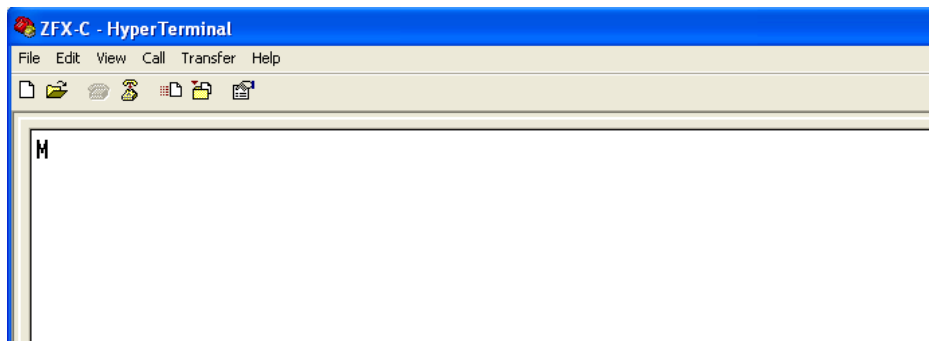 ZFX-C - HyperTerminal
File Edit View Call Transfer Help
M